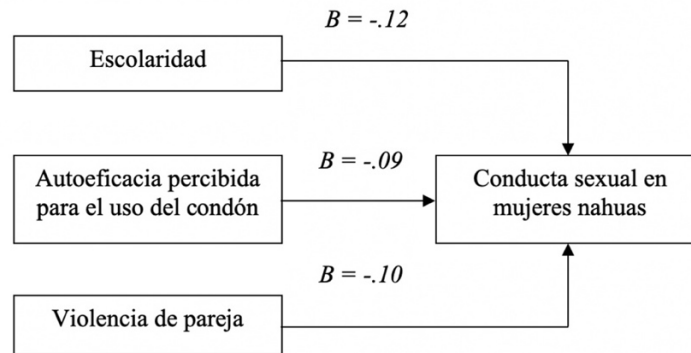 B = -.12
Escolaridad
B = -.09
Autoeficacia percibida
para el uso del condón
Conducta sexual en
mujeres nahuas
B = -.10
Violencia de pareja